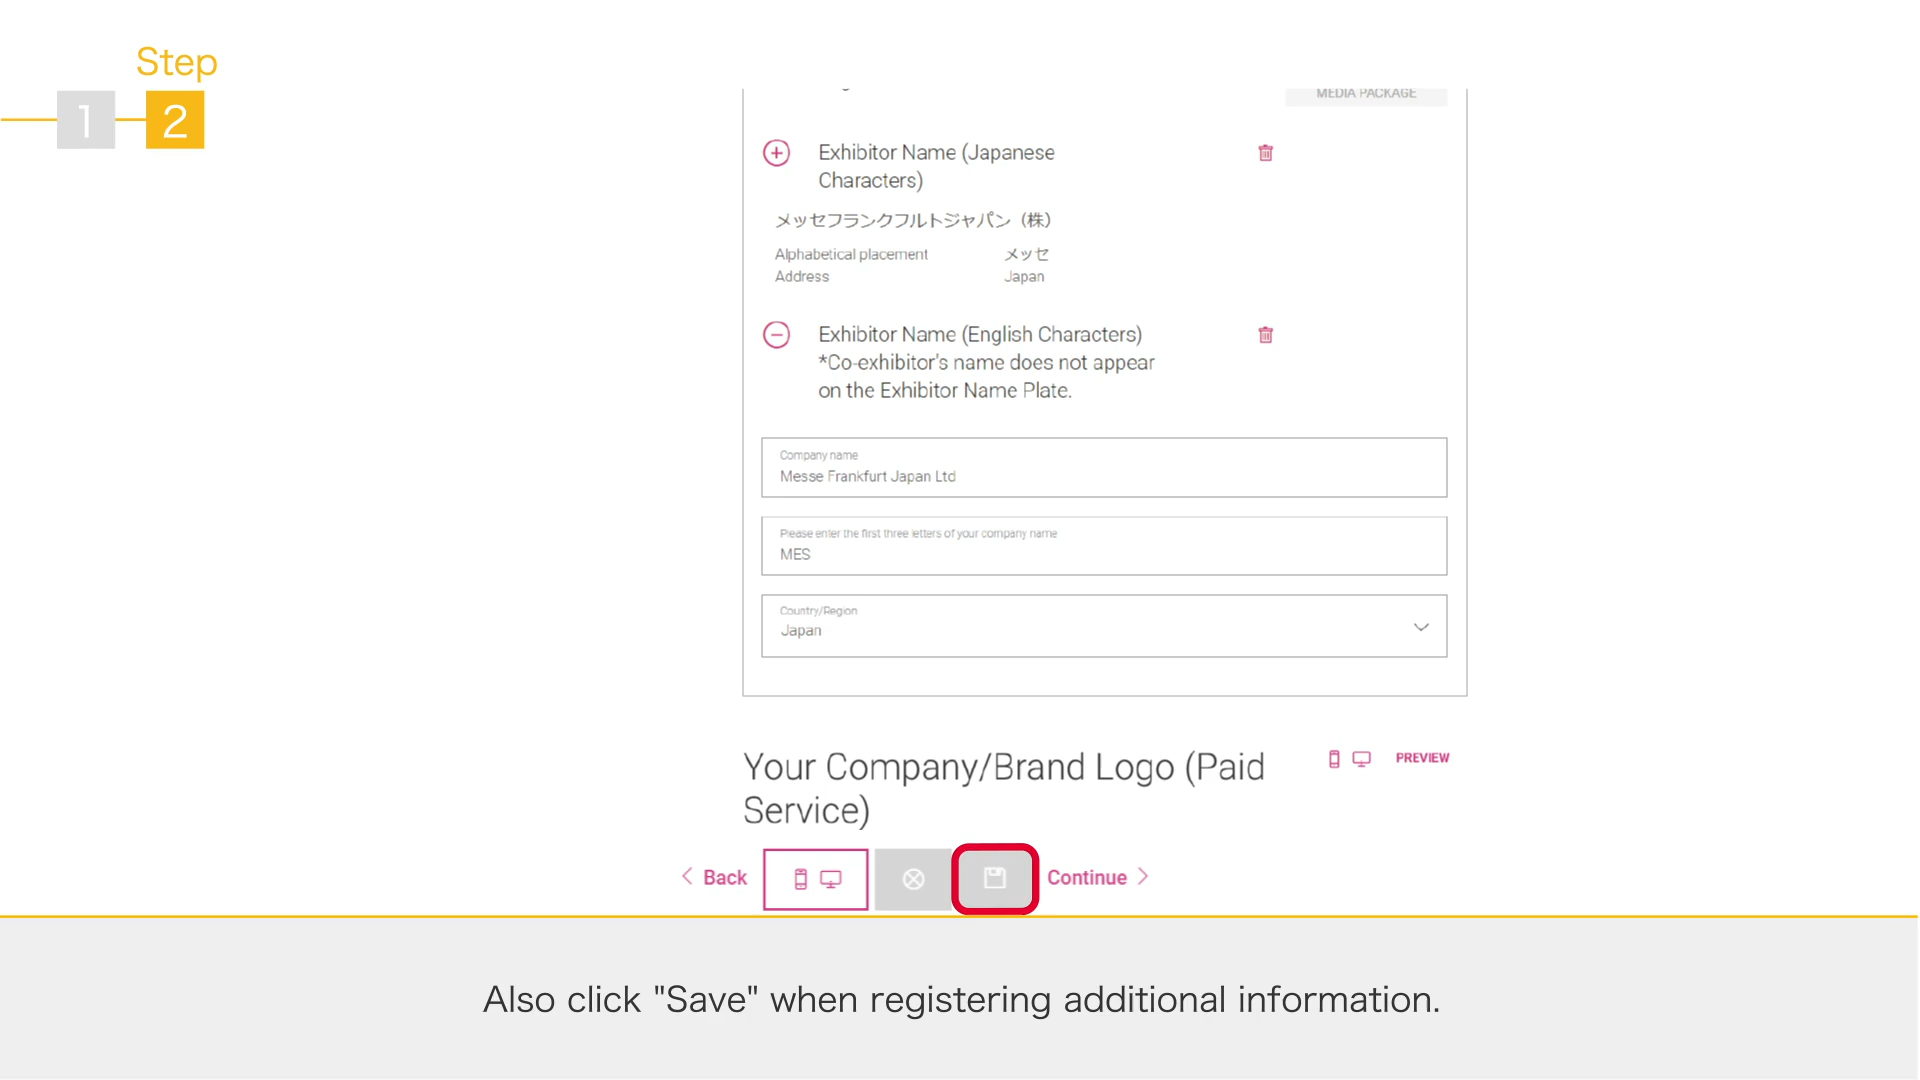 Step
1
2
MEDIA PACKAGE
Exhibitor Name (Japanese
Characters)
メッセフランクフルトジャパン（株）
Alphabetical placement メッセ
Address Japan
Exhibitor Name (English Characters)
*Co-exhibitor's name does not appear
on the Exhibitor Name Plate.
Company name
Messe Frankfurt Japan Ltd
Please enter the first three letters of your company name
MES
Country/Region
Japan
Your Company/Brand Logo (Paid
Service)
PREVIEW
Back
Continue
Also click "Save" when registering additional information.